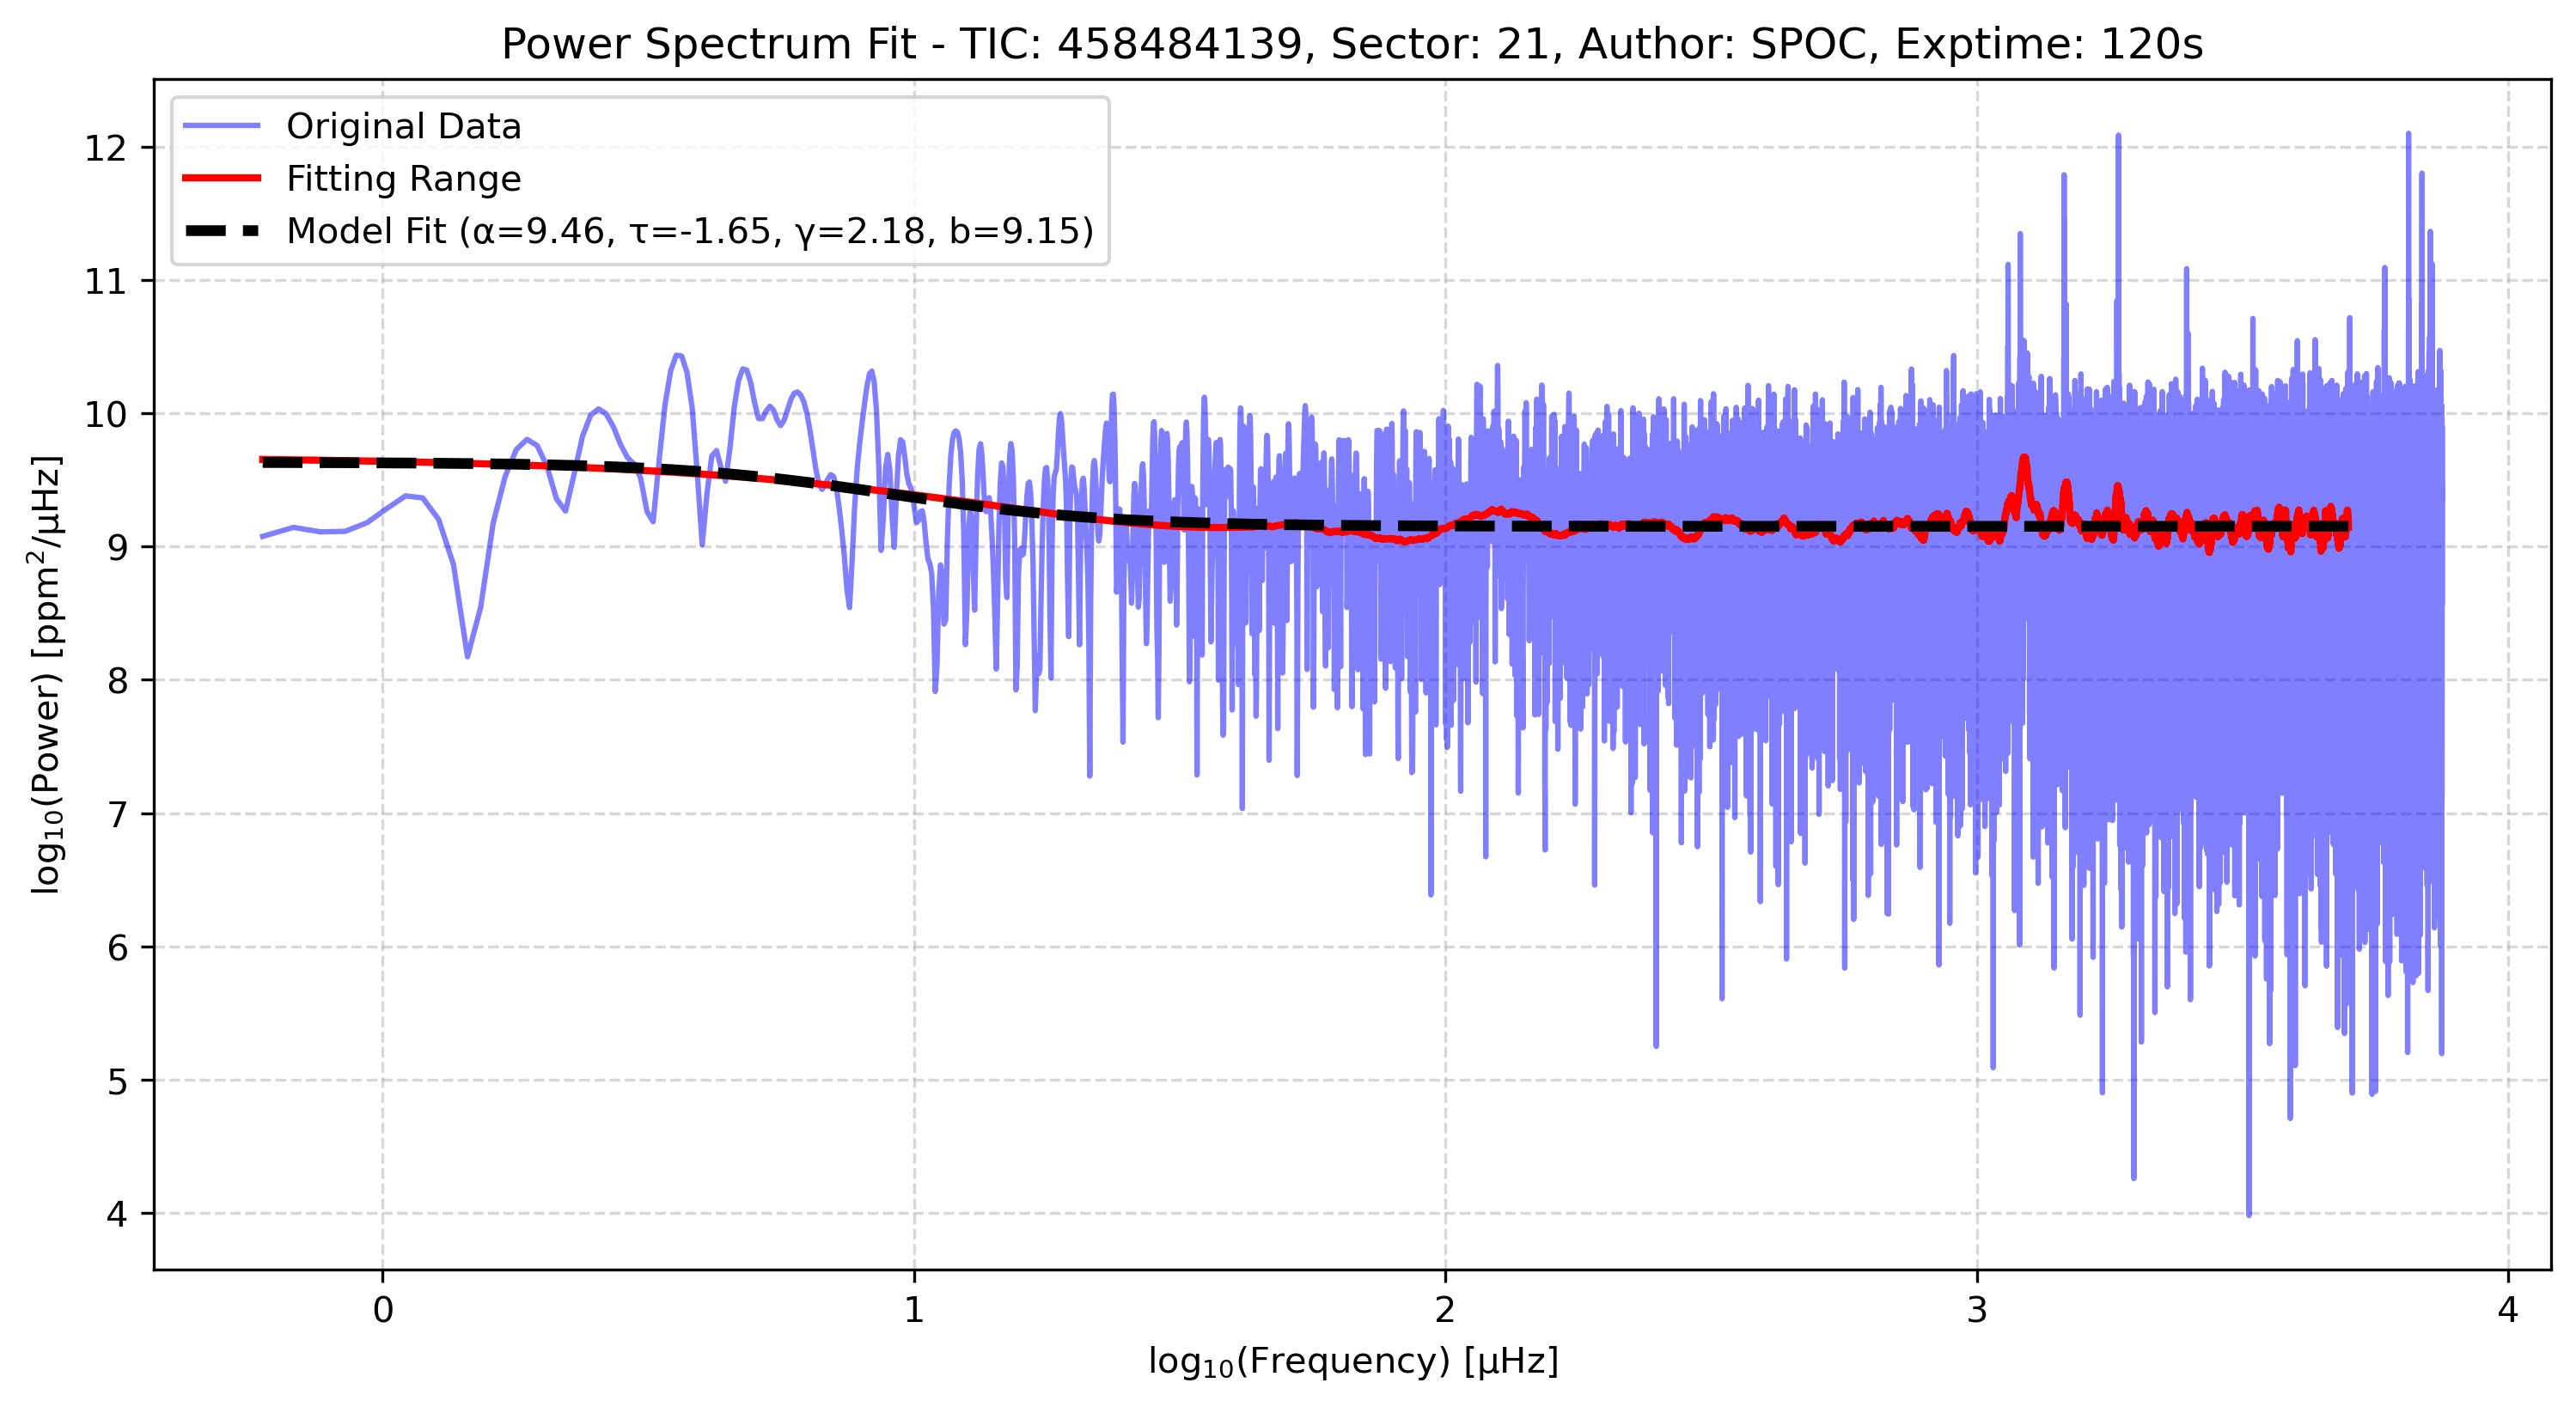 Power Spectrum Fit - TIC: 458484139, Sector: 21, Author: SPOC, Exptime: 120s
Original Data
Fitting Range
Model Fit (α=9.46, τ=-1.65, γ=2.18, b=9.15)
log₁₀(Power) [ppm²/μHz]
12
11
10
9
8
7
6
5
4
0 1 2 3 4
log₁₀(Frequency) [μHz]